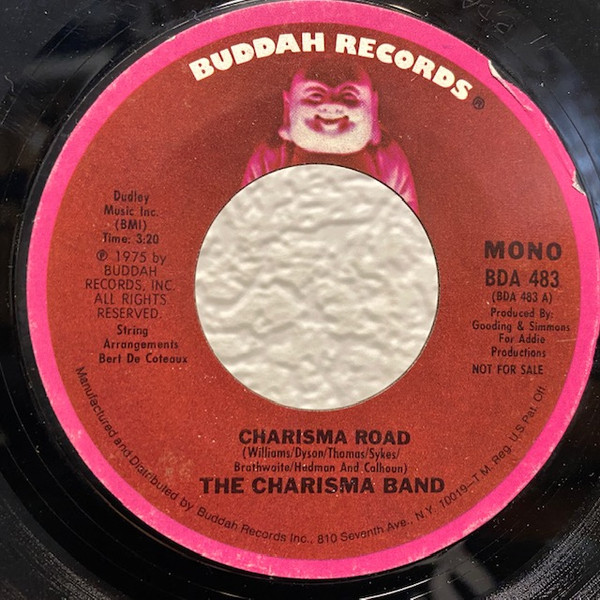 BUDDAH RECORDS®
Dudley
Music Inc.
(BMI)
Time: 3:20
℗ 1975 by
BUDDAH
RECORDS, INC.
ALL RIGHTS
RESERVED.
String
Arrangements
Bert De Coteaux
MONO
BDA 483
(BDA 483 A)
Produced By:
Gooding & Simmons
For Addie
Productions
NOT FOR SALE
CHARISMA ROAD
(Williams/Dyson/Thomas/Sykes/
Brathwaite/Hudman And Calhoun)
THE CHARISMA BAND
Manufactured and Distributed by Buddah Records Inc., 810 Seventh Ave., N.Y. 10019—T.M. Reg. U.S. Pat. Off.